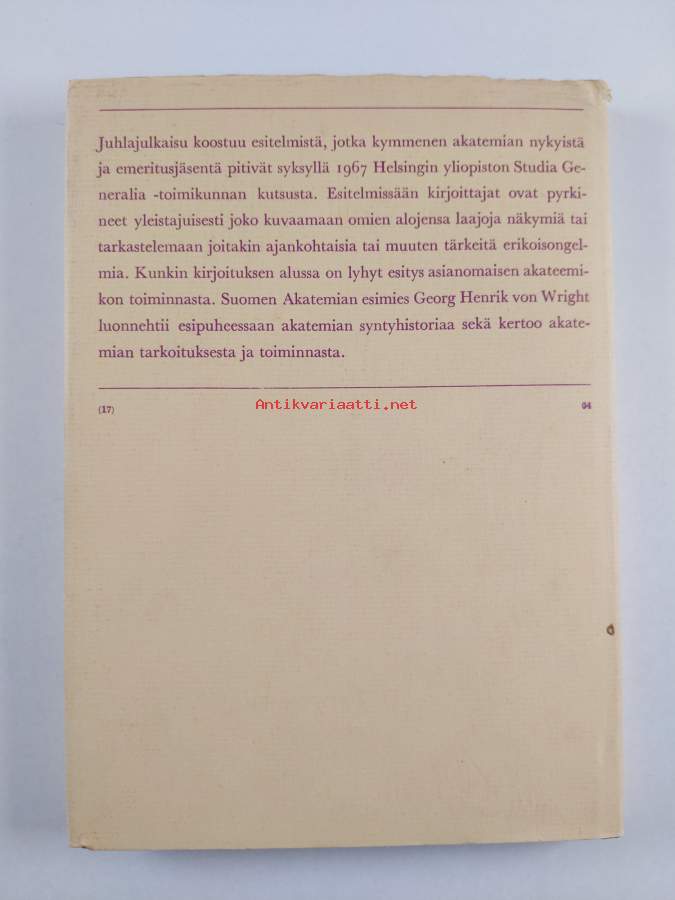 Juhlajulkaisu koostuu esitelmistä, jotka kymmenen akatemian nykyistä
ja emeritusjäsentä pitivät syksyllä 1967 Helsingin yliopiston Studia Ge-
neralia -toimikunnan kutsusta. Esitelmissään kirjoittajat ovat pyrki-
neet yleistajuisesti joko kuvaamaan omien alojensa laajoja näkymiä tai
tarkastelemaan joitakin ajankohtaisia tai muuten tärkeitä erikoisongel-
mia. Kunkin kirjoituksen alussa on lyhyt esitys asianomaisen akateemi-
kon toiminnasta. Suomen Akatemian esimies Georg Henrik von Wright
luonnehtii esipuheessaan akatemian syntyhistoriaa sekä kertoo akate-
mian tarkoituksesta ja toiminnasta.
(17) Antikvariaatti.net 04